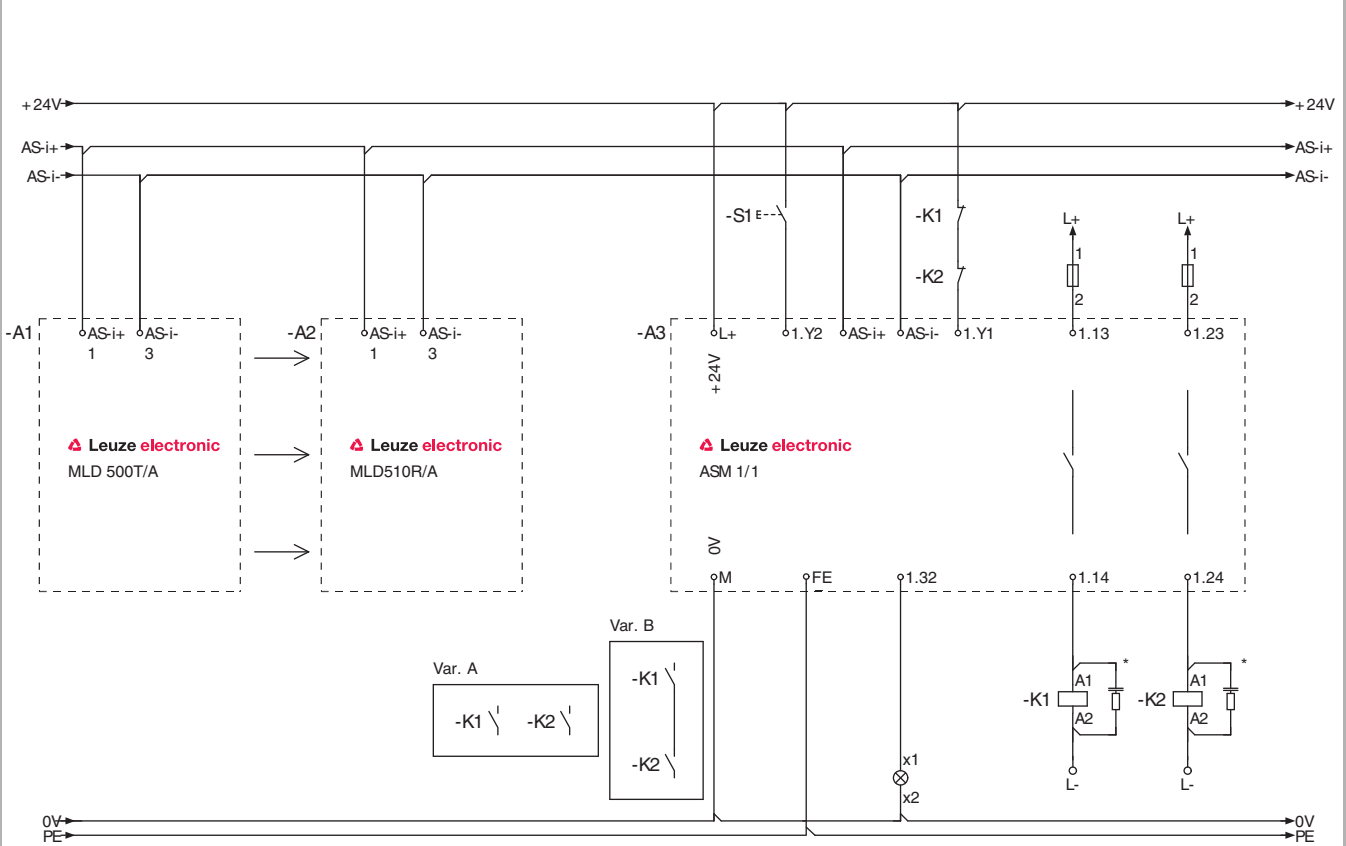 +24V +24V
AS-i+ AS-i+
AS-i- AS-i-
-S1 E -K1 L+ L+
1 1
-K2
2 2
-A1 AS-i+ AS-i- -A2 AS-i+ AS-i- -A3 L+ 1.Y2 AS-i+ AS-i- 1.Y1 1.13 1.23
1 3 1 3
+24V
Leuze electronic Leuze electronic Leuze electronic
MLD 500T/A MLD510R/A ASM 1/1
0V
M FE 1.32 1.14 1.24
Var. B
Var. A
-K1
* *
A1 A1
-K1 -K2
-K1 -K2
A2 A2
-K2
x1
L- L-
x2
0V 0V
PE PE